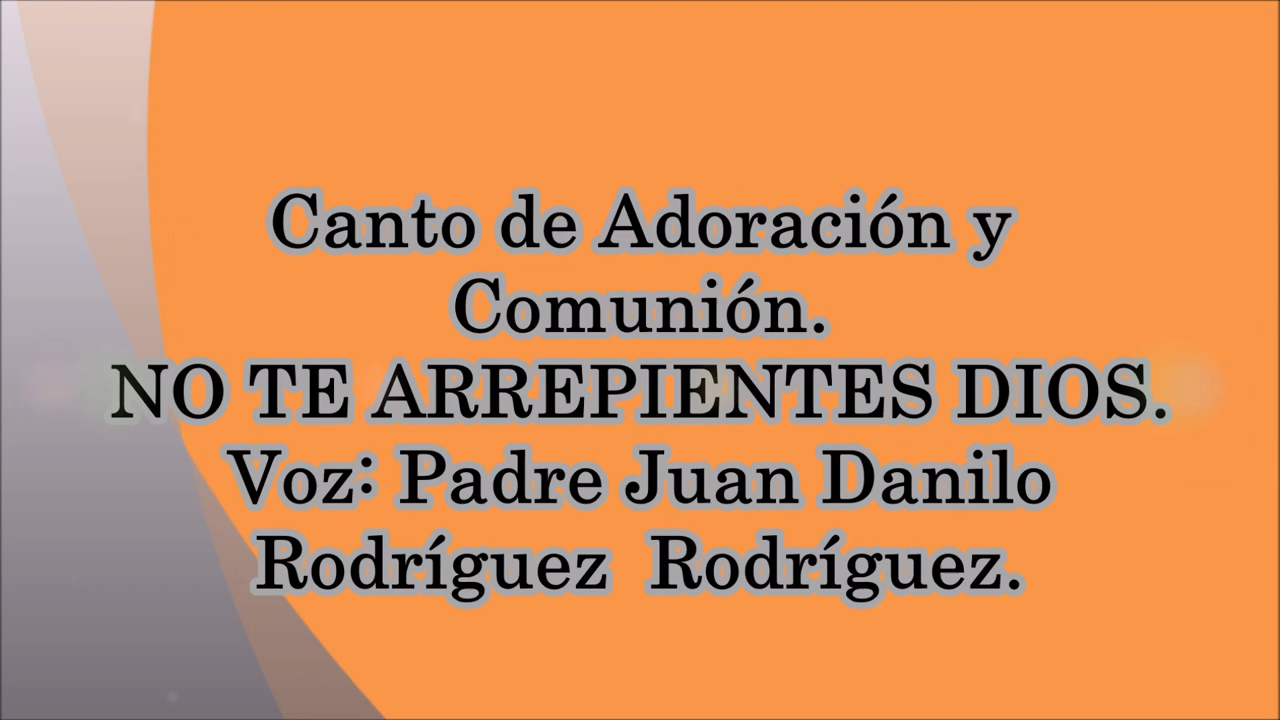 Canto de Adoración y
Comunión.
NO TE ARREPIENTES DIOS.
Voz: Padre Juan Danilo
Rodríguez  Rodríguez.